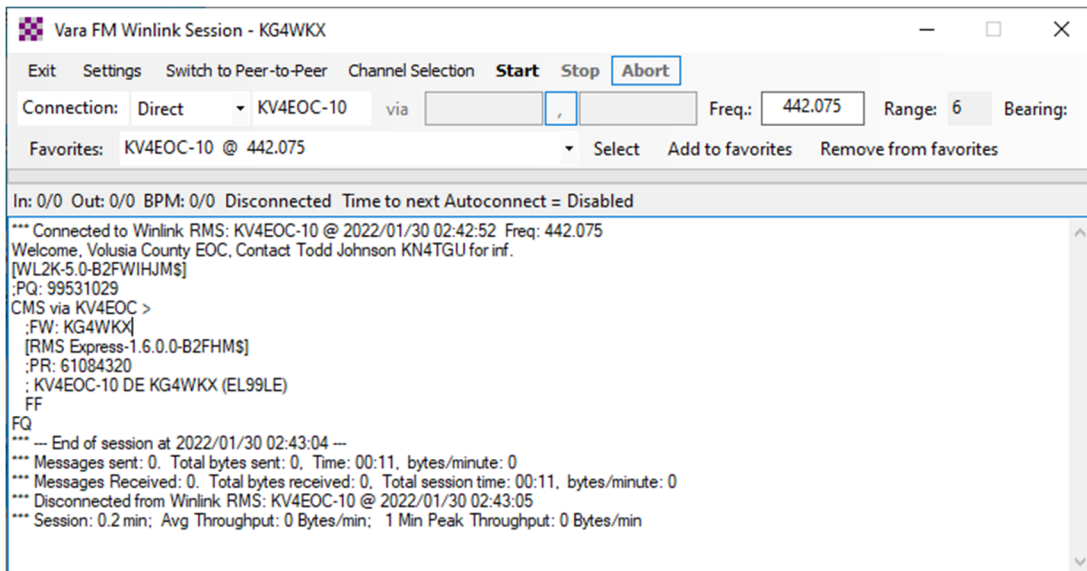 Vara FM Winlink Session - KG4WKX
Exit Settings Switch to Peer-to-Peer Channel Selection Start Stop Abort
Connection: Direct KV4EOC-10 via , Freq.: 442.075 Range: 6 Bearing:
Favorites: KV4EOC-10 @ 442.075 Select Add to favorites Remove from favorites
In: 0/0 Out: 0/0 BPM: 0/0 Disconnected Time to next Autoconnect = Disabled
*** Connected to Winlink RMS: KV4EOC-10 @ 2022/01/30 02:42:52 Freq: 442.075
Welcome, Volusia County EOC, Contact Todd Johnson KN4TGU for inf.
[WL2K-5.0-B2FWIHJM$]
;PQ: 99531029
CMS via KV4EOC >
;FW: KG4WKX
[RMS Express-1.6.0.0-B2FHM$]
;PR: 61084320
; KV4EOC-10 DE KG4WKX (EL99LE)
FF
FQ
*** --- End of session at 2022/01/30 02:43:04 ---
*** Messages sent: 0. Total bytes sent: 0, Time: 00:11, bytes/minute: 0
*** Messages Received: 0. Total bytes received: 0, Total session time: 00:11, bytes/minute: 0
*** Disconnected from Winlink RMS: KV4EOC-10 @ 2022/01/30 02:43:05
*** Session: 0.2 min; Avg Throughput: 0 Bytes/min; 1 Min Peak Throughput: 0 Bytes/min